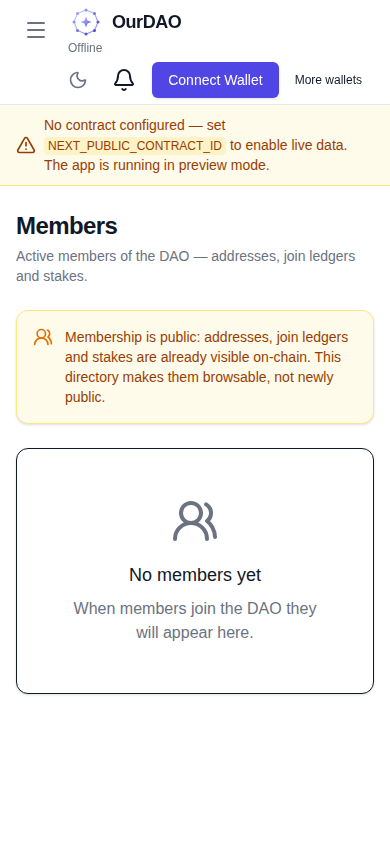 OurDAO
Offline
Connect Wallet
More wallets
No contract configured — set
NEXT_PUBLIC_CONTRACT_ID to enable live data.
The app is running in preview mode.
Members
Active members of the DAO — addresses, join ledgers
and stakes.
Membership is public: addresses, join ledgers
and stakes are already visible on-chain. This
directory makes them browsable, not newly
public.
No members yet
When members join the DAO they
will appear here.